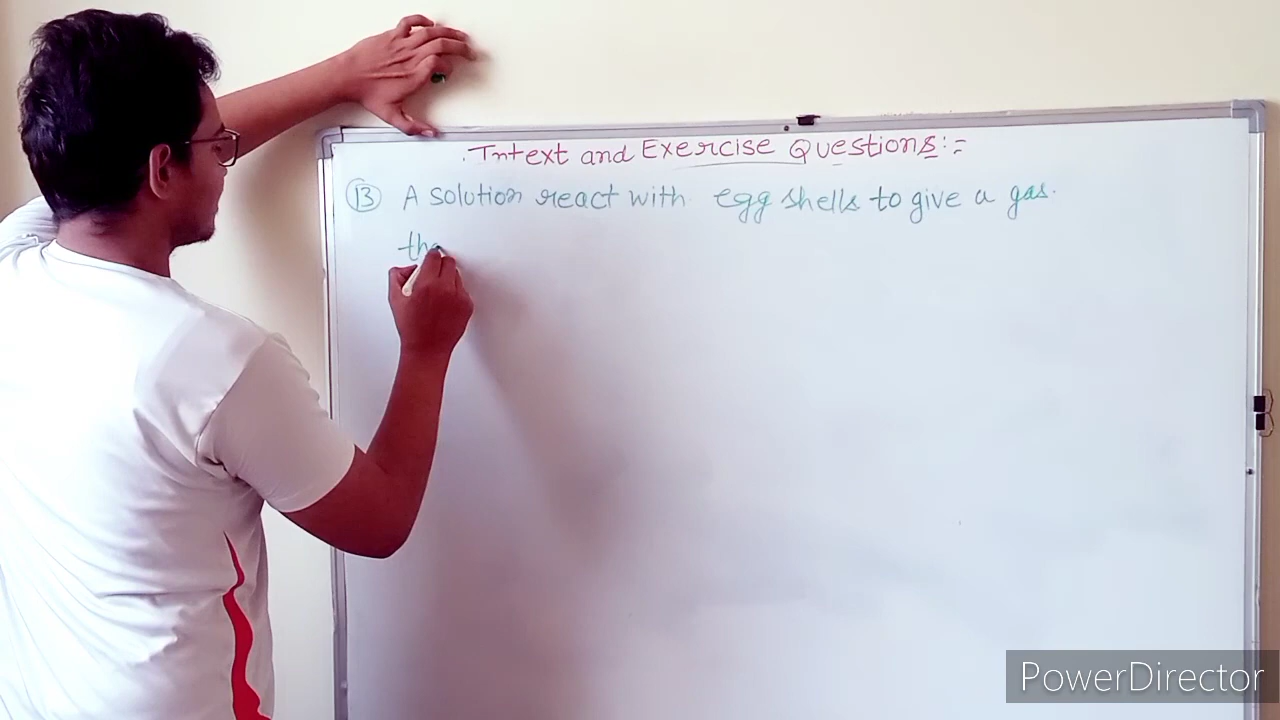 Intext and Exercise Questions:-
13 A solution react with egg shells to give a gas.
the
PowerDirector